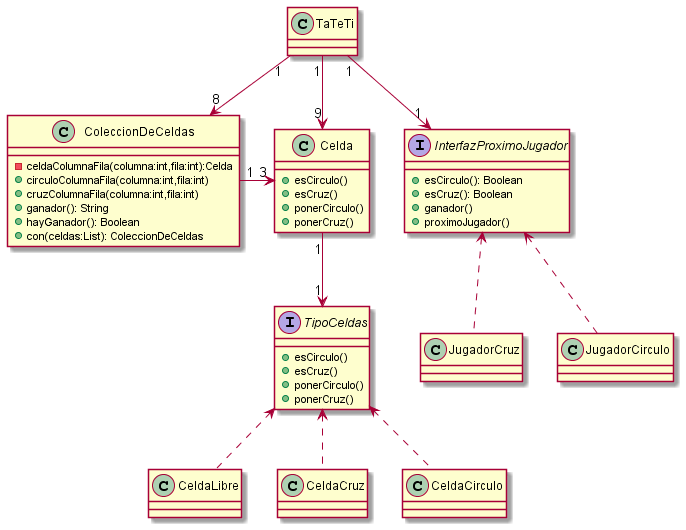 C TaTeTi
1
1
1
8
9
1
C ColeccionDeCeldas
celdaColumnaFila(columna:int,fila:int):Celda
circuloColumnaFila(columna:int,fila:int)
cruzColumnaFila(columna:int,fila:int)
ganador(): String
hayGanador(): Boolean
con(celdas:List): ColeccionDeCeldas
1 3
C Celda
esCirculo()
esCruz()
ponerCirculo()
ponerCruz()
I InterfazProximoJugador
esCirculo(): Boolean
esCruz(): Boolean
ganador()
proximoJugador()
1
1
I TipoCeldas
esCirculo()
esCruz()
ponerCirculo()
ponerCruz()
C JugadorCruz
C JugadorCirculo
C CeldaLibre
C CeldaCruz
C CeldaCirculo